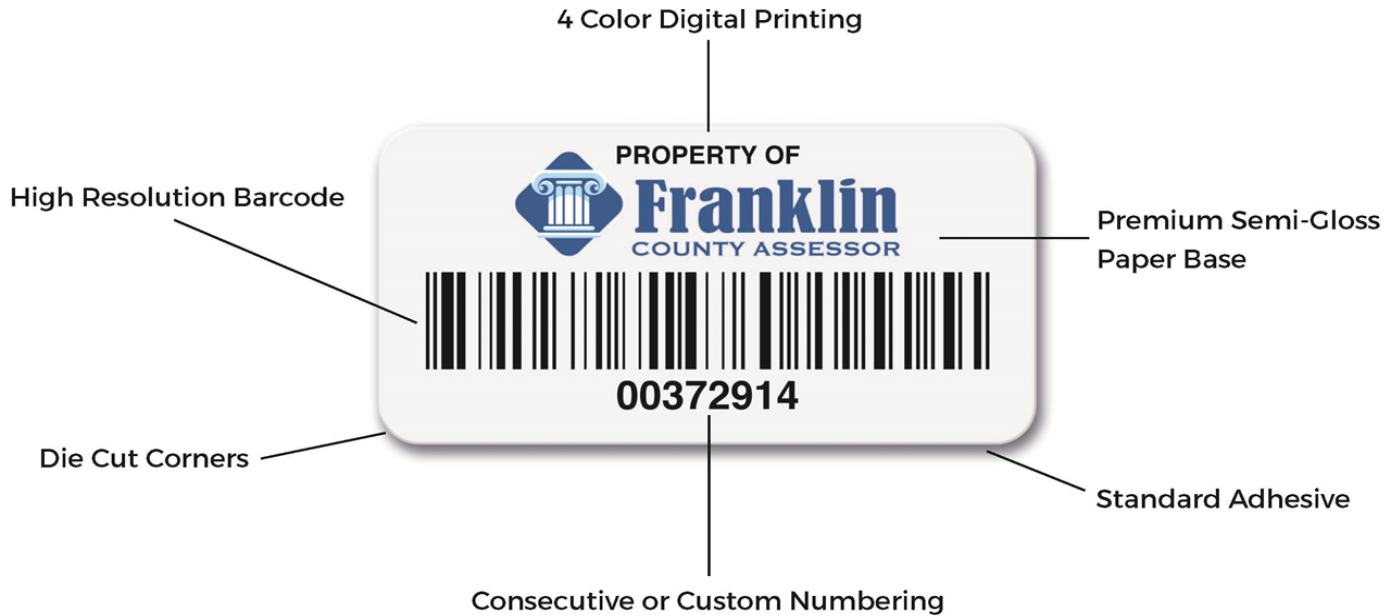 4 Color Digital Printing
PROPERTY OF
Franklin
COUNTY ASSESSOR
High Resolution Barcode
Premium Semi-Gloss
Paper Base
00372914
Die Cut Corners
Standard Adhesive
Consecutive or Custom Numbering